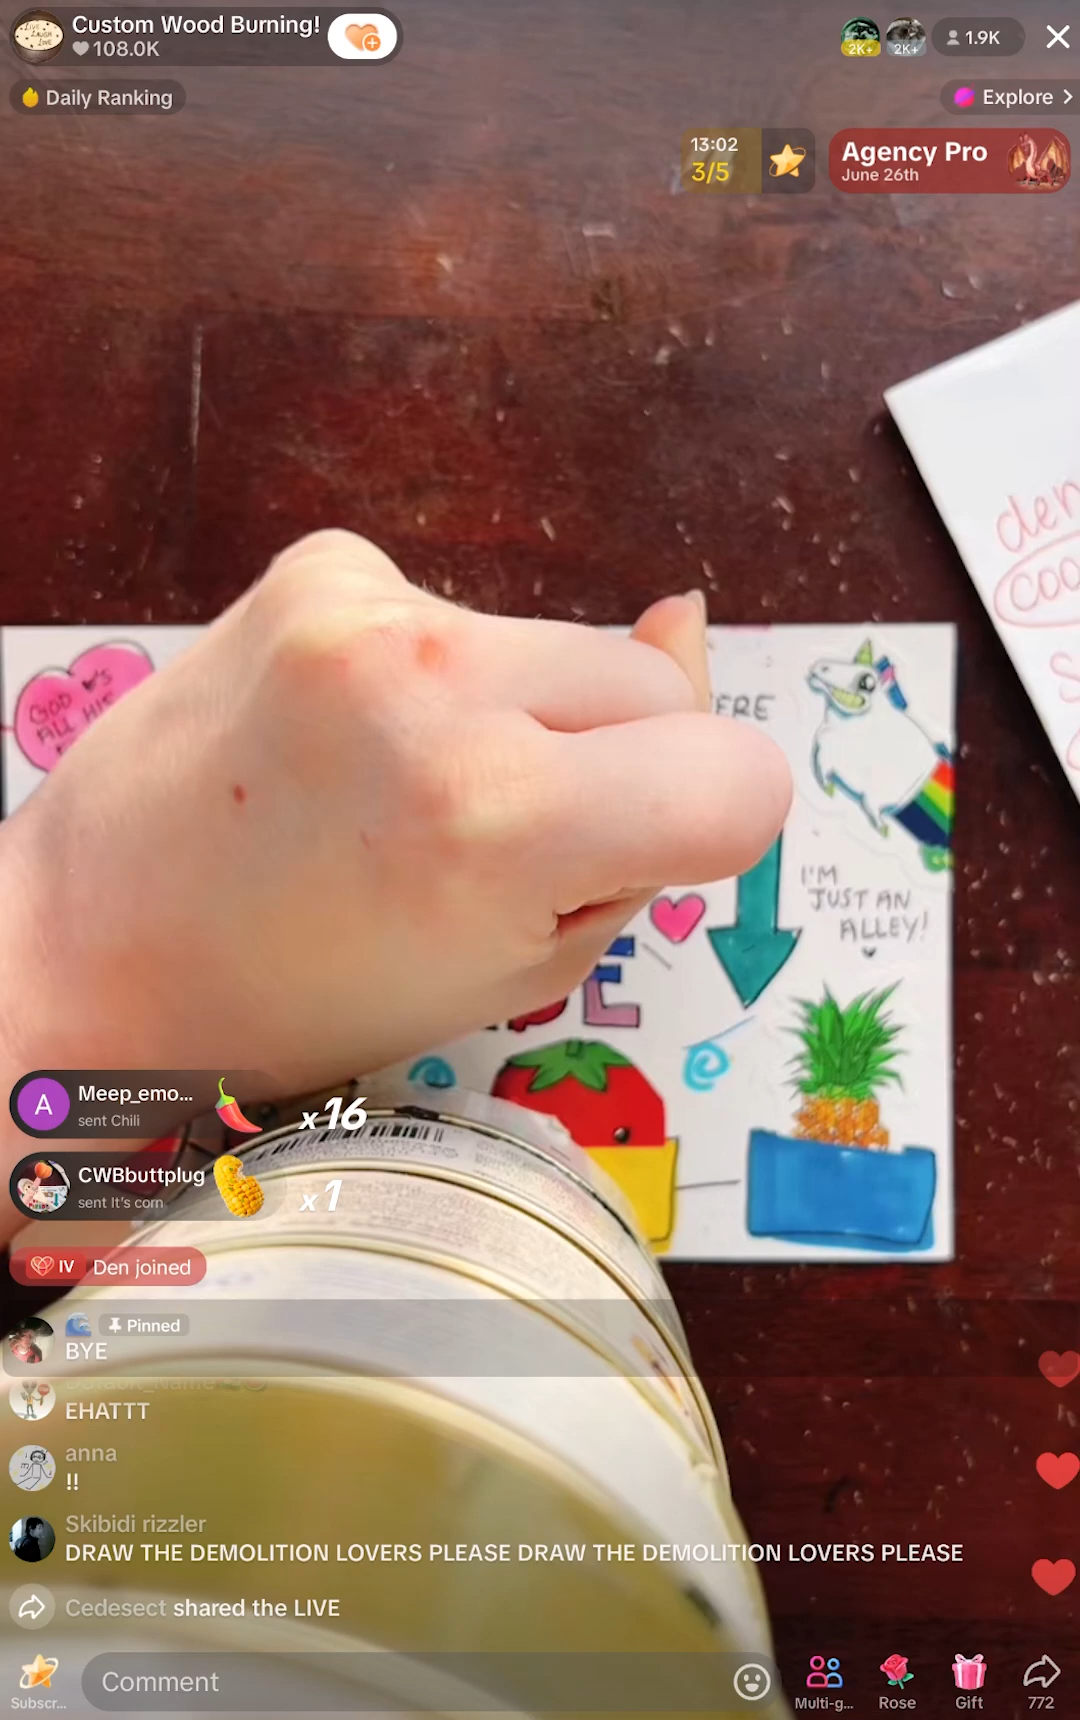 Custom Wood Burning!
108.0K
2K+
2K+
1.9K
Daily Ranking
Explore
13:02
3/5
Agency Pro
June 26th
den
COO
GOD
ALL HIS
ERE
I'M
JUST AN
ALLEY!
Meep_emo...
sent Chili
x16
CWBbuttplug
sent It's corn
x1
IV Den joined
Pinned
BYE
EHATTT
anna
!!
Skibidi rizzler
DRAW THE DEMOLITION LOVERS PLEASE DRAW THE DEMOLITION LOVERS PLEASE
Cedesect shared the LIVE
Subscr...
Comment
Multi-g...
Rose
Gift
772